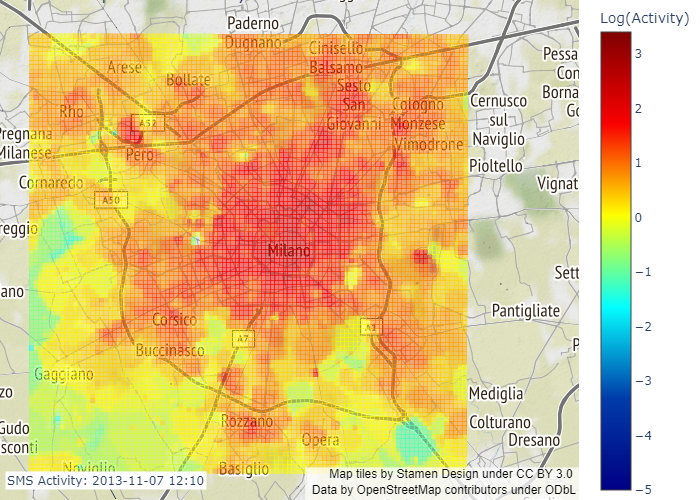 Paderno
Dugnano
Cinisello
Balsamo
Arese
Bollate
Sesto
San
Giovanni
Rho
Cologno
Monzese
Vimodrone
A52
Pero
Pregnana
Milanese
Cornaredo
A50
Cernusco
sul
Naviglio
Pioltello
Pessa
Con
Borna
Vignat
reggio
Milano
Sett
ano
Corsico
Pantigliate
A7
Buccinasco
Gaggiano
Mediglia
Rozzano
Colturano
Dresano
Opera
Gudo
sconti
zo
Noviglio
Basiglio
SMS Activity: 2013-11-07 12:10
Map tiles by Stamen Design under CC BY 3.0
Data by OpenStreetMap contributors under ODbL
Log(Activity)
3
2
1
0
−1
−2
−3
−4
−5